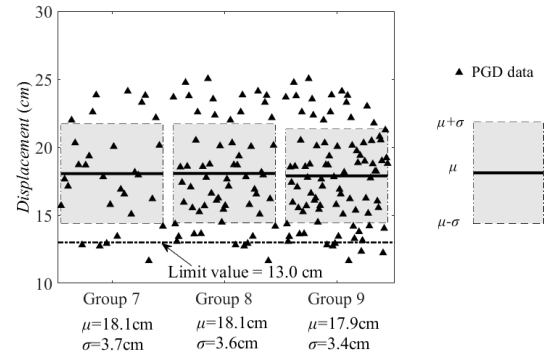 30
25
20
15
10
Displacement (cm)
Limit value = 13.0 cm
Group 7
Group 8
Group 9
μ=18.1cm
μ=18.1cm
μ=17.9cm
σ=3.7cm
σ=3.6cm
σ=3.4cm
PGD data
μ+σ
μ
μ-σ